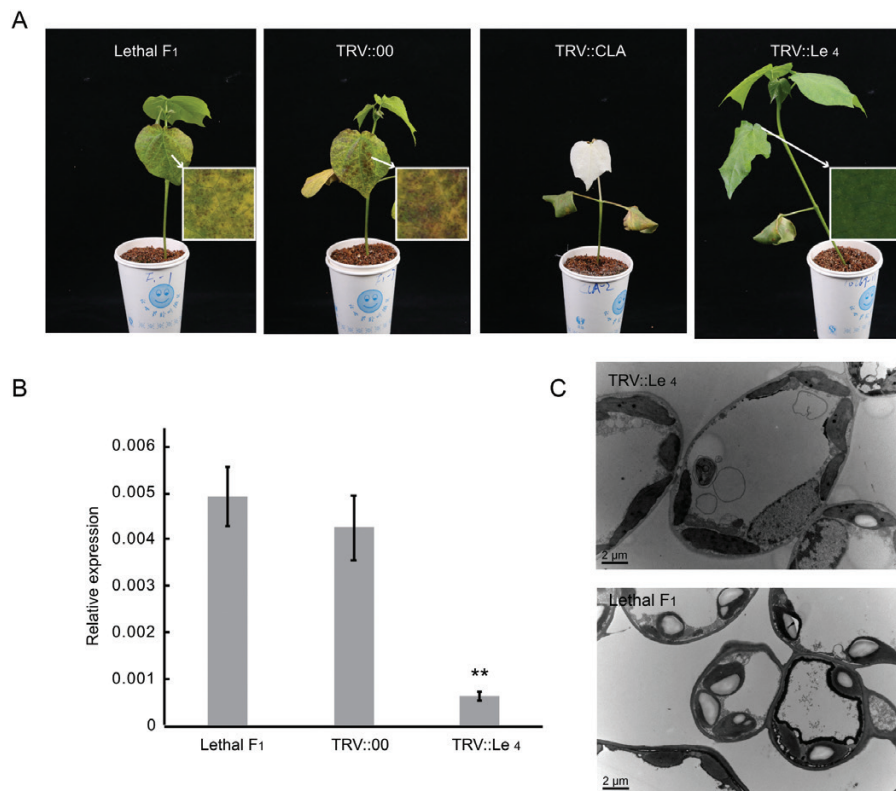 A
Lethal F1
TRV::00
TRV::CLA
TRV::Le 4
B
0.006
0.005
0.004
0.003
0.002
0.001
0
Relative expression
**
Lethal F1
TRV::00
TRV::Le 4
C
TRV::Le 4
2 μm
Lethal F1
2 μm